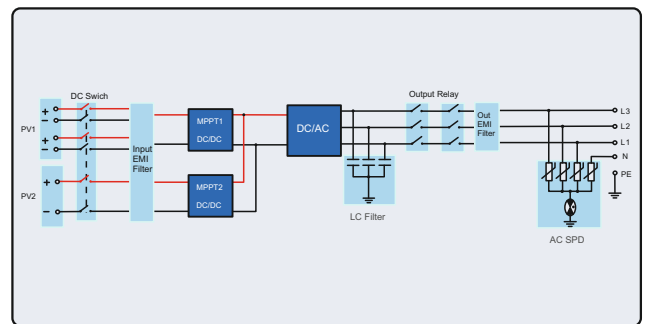 DC Swich
Output Relay
PV1
+
−
+
−
PV2
+
−
Input
EMI
Filter
MPPT1
DC/DC
MPPT2
DC/DC
DC/AC
LC Filter
Out
EMI
Filter
L3
L2
L1
N
PE
AC SPD